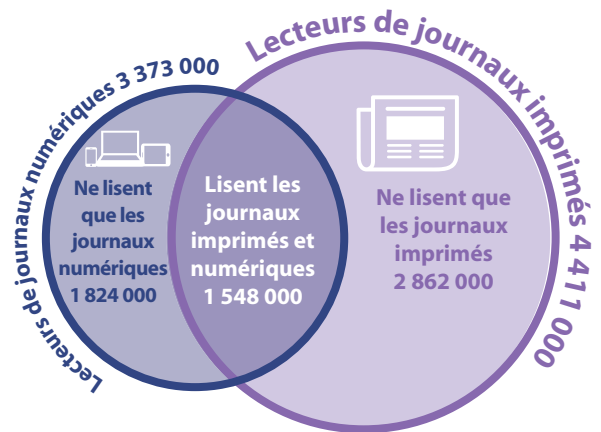 Lecteurs de journaux numériques 3 373 000
Lecteurs de journaux imprimés 4 411 000
Ne lisent
que les
journaux
numériques
1 824 000
Lisent les
journaux
imprimés et
numériques
1 548 000
Ne lisent que
les journaux
imprimés
2 862 000